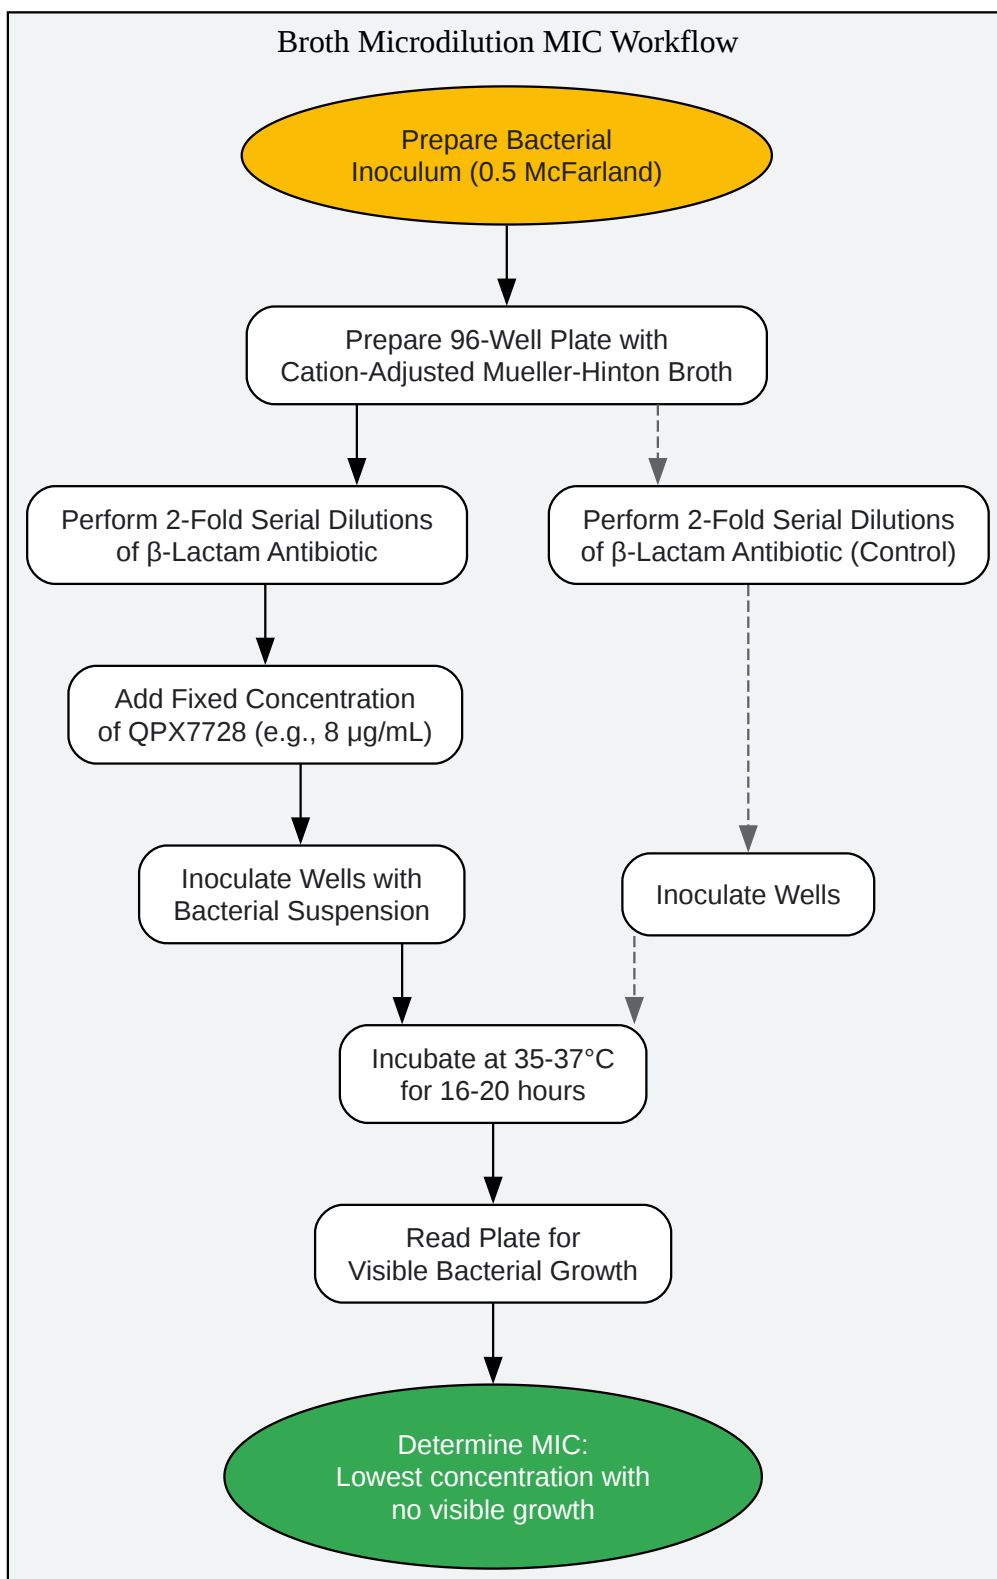 Broth Microdilution MIC Workflow
Prepare Bacterial
Inoculum (0.5 McFarland)
Prepare 96-Well Plate with
Cation-Adjusted Mueller-Hinton Broth
Perform 2-Fold Serial Dilutions
of β-Lactam Antibiotic
Perform 2-Fold Serial Dilutions
of β-Lactam Antibiotic (Control)
Add Fixed Concentration
of QPX7728 (e.g., 8 µg/mL)
Inoculate Wells with
Bacterial Suspension
Inoculate Wells
Incubate at 35-37°C
for 16-20 hours
Read Plate for
Visible Bacterial Growth
Determine MIC:
Lowest concentration with
no visible growth